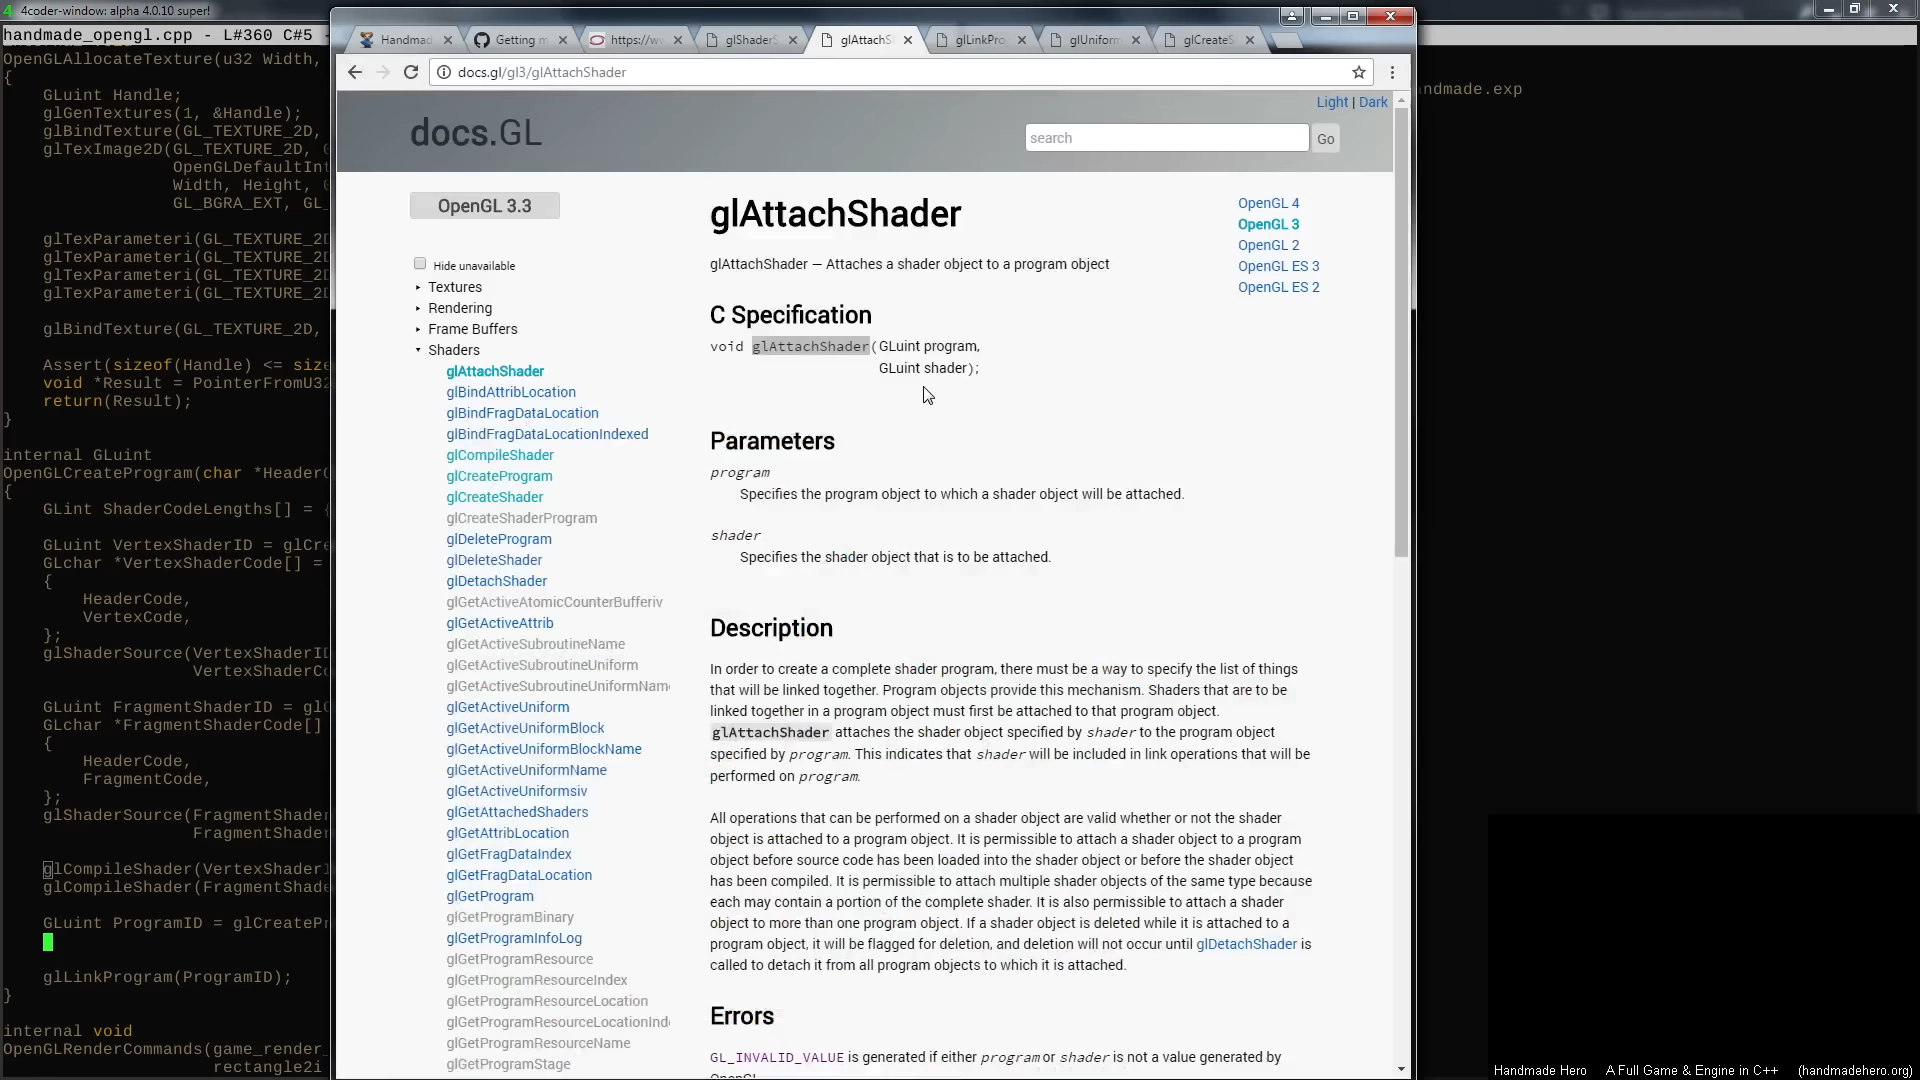 4coder-window: alpha 4.0.10 super!
handmade_opengl.cpp - L#360 C#5 -
OpenGLAllocateTexture(u32 Width,
{
GLuint Handle;
glGenTextures(1, &Handle);
glBindTexture(GL_TEXTURE_2D,
glTexImage2D(GL_TEXTURE_2D,
OpenGLDefaultInt
Width, Height,
GL_BGRA_EXT, GL_
glTexParameteri(GL_TEXTURE_2D
glTexParameteri(GL_TEXTURE_2D
glTexParameteri(GL_TEXTURE_2D
glTexParameteri(GL_TEXTURE_2D
glBindTexture(GL_TEXTURE_2D,
Assert(sizeof(Handle) <= size
void *Result = PointerFromU32
return(Result);
}
internal GLuint
OpenGLCreateProgram(char *HeaderC
{
GLint ShaderCodeLengths[] = {
GLuint VertexShaderID = glCre
GLchar *VertexShaderCode[] =
{
HeaderCode,
VertexCode,
};
glShaderSource(VertexShaderID
VertexShaderCo
GLuint FragmentShaderID = glC
GLchar *FragmentShaderCode[]
{
HeaderCode,
FragmentCode,
};
glShaderSource(FragmentShader
FragmentShader
glCompileShader(VertexShaderI
glCompileShader(FragmentShade
GLuint ProgramID = glCreatePr
glLinkProgram(ProgramID);
}
internal void
OpenGLRenderCommands(game_render_
rectangle2i
Handmad
Getting m
https://ww
glShaderS
glAttachS
glLinkPro
glUniform
glCreateS
docs.gl/gl3/glAttachShader
Light | Dark
docs.GL
search
Go
OpenGL 3.3
Hide unavailable
Textures
Rendering
Frame Buffers
Shaders
glAttachShader
glBindAttribLocation
glBindFragDataLocation
glBindFragDataLocationIndexed
glCompileShader
glCreateProgram
glCreateShader
glCreateShaderProgram
glDeleteProgram
glDeleteShader
glDetachShader
glGetActiveAtomicCounterBufferiv
glGetActiveAttrib
glGetActiveSubroutineName
glGetActiveSubroutineUniform
glGetActiveSubroutineUniformName
glGetActiveUniform
glGetActiveUniformBlock
glGetActiveUniformBlockName
glGetActiveUniformName
glGetActiveUniformsiv
glGetAttachedShaders
glGetAttribLocation
glGetFragDataIndex
glGetFragDataLocation
glGetProgram
glGetProgramBinary
glGetProgramInfoLog
glGetProgramResource
glGetProgramResourceIndex
glGetProgramResourceLocation
glGetProgramResourceLocationInd
glGetProgramResourceName
glGetProgramStage
glAttachShader
glAttachShader — Attaches a shader object to a program object
C Specification
void glAttachShader(GLuint program,
GLuint shader);
Parameters
program
Specifies the program object to which a shader object will be attached.
shader
Specifies the shader object that is to be attached.
Description
In order to create a complete shader program, there must be a way to specify the list of things
that will be linked together. Program objects provide this mechanism. Shaders that are to be
linked together in a program object must first be attached to that program object.
glAttachShader attaches the shader object specified by shader to the program object
specified by program. This indicates that shader will be included in link operations that will be
performed on program.
All operations that can be performed on a shader object are valid whether or not the shader
object is attached to a program object. It is permissible to attach a shader object to a program
object before source code has been loaded into the shader object or before the shader object
has been compiled. It is permissible to attach multiple shader objects of the same type because
each may contain a portion of the complete shader. It is also permissible to attach a shader
object to more than one program object. If a shader object is deleted while it is attached to a
program object, it will be flagged for deletion, and deletion will not occur until glDetachShader is
called to detach it from all program objects to which it is attached.
Errors
GL_INVALID_VALUE is generated if either program or shader is not a value generated by
OpenGL.
OpenGL 4
OpenGL 3
OpenGL 2
OpenGL ES 3
OpenGL ES 2
ndmade.exp
Handmade Hero A Full Game & Engine in C++ (handmadehero.org)